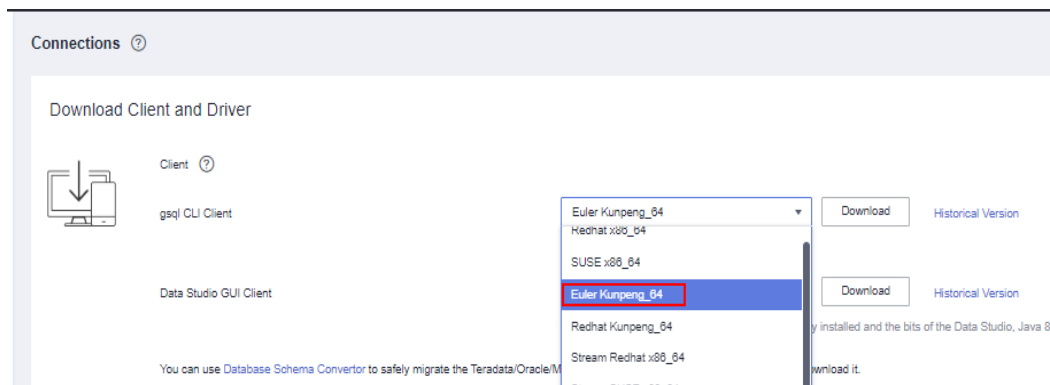 Connections ?
Download Client and Driver
Client ?
gsql CLI Client
Euler Kunpeng_64
Download
Historical Version
Redhat x86_64
SUSE x86_64
Data Studio GUI Client
Euler Kunpeng_64
Download
Historical Version
Redhat Kunpeng_64
y installed and the bits of the Data Studio, Java 8
Stream Redhat x86_64
You can use Database Schema Convertor to safely migrate the Teradata/Oracle/M
wnload it.